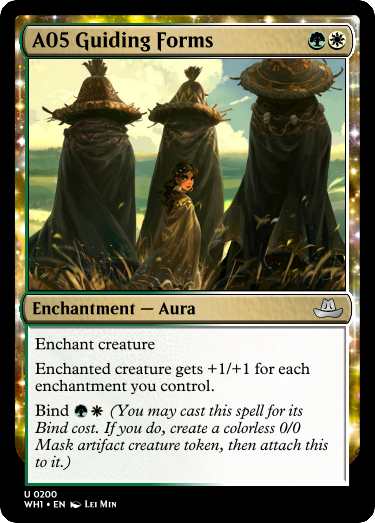 A05 Guiding Forms
Enchantment — Aura
Enchant creature
Enchanted creature gets +1/+1 for each
enchantment you control.
Bind (You may cast this spell for its
Bind cost. If you do, create a colorless 0/0
Mask artifact creature token, then attach this
to it.)
U 0200
WH1 • EN Lei Min